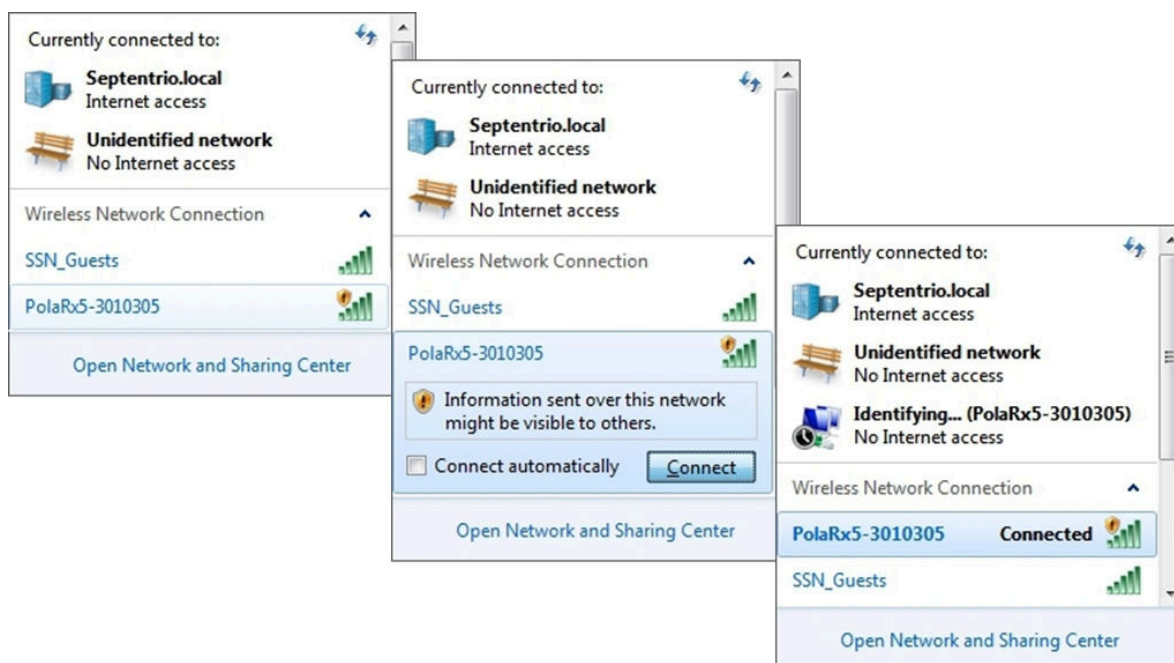 Currently connected to:
Septentrio.local
Internet access
Unidentified network
No Internet access
Wireless Network Connection
SSN_Guests
PolaRx5-3010305
Open Network and Sharing Center
Currently connected to:
Septentrio.local
Internet access
Unidentified network
No Internet access
Wireless Network Connection
SSN_Guests
PolaRx5-3010305
Information sent over this network
might be visible to others.
Connect automatically Connect
Open Network and Sharing Center
Currently connected to:
Septentrio.local
Internet access
Unidentified network
No Internet access
Identifying... (PolaRx5-3010305)
No Internet access
Wireless Network Connection
PolaRx5-3010305 Connected
SSN_Guests
Open Network and Sharing Center